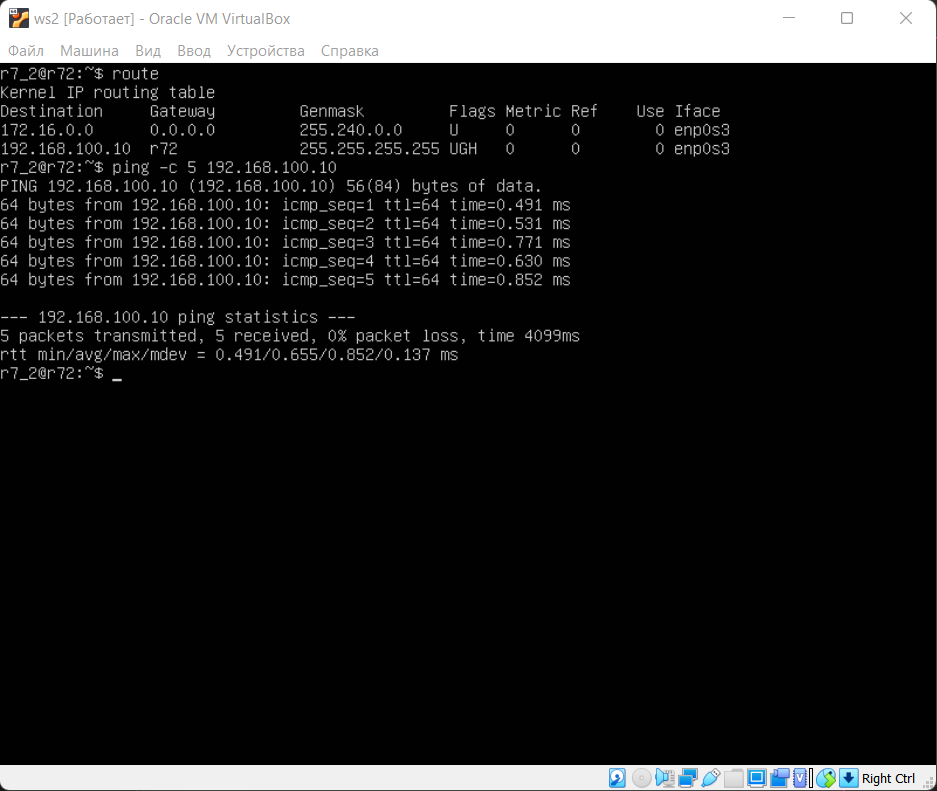 ws2 [Работает] - Oracle VM VirtualBox
Файл Машина Вид Ввод Устройства Справка
r7_2@r72:~$ route
Kernel IP routing table
Destination     Gateway         Genmask         Flags Metric Ref    Use Iface
172.16.0.0      0.0.0.0         255.240.0.0     U     0      0        0 enp0s3
192.168.100.10  r72             255.255.255.255 UGH   0      0        0 enp0s3
r7_2@r72:~$ ping -c 5 192.168.100.10
PING 192.168.100.10 (192.168.100.10) 56(84) bytes of data.
64 bytes from 192.168.100.10: icmp_seq=1 ttl=64 time=0.491 ms
64 bytes from 192.168.100.10: icmp_seq=2 ttl=64 time=0.531 ms
64 bytes from 192.168.100.10: icmp_seq=3 ttl=64 time=0.771 ms
64 bytes from 192.168.100.10: icmp_seq=4 ttl=64 time=0.630 ms
64 bytes from 192.168.100.10: icmp_seq=5 ttl=64 time=0.852 ms
--- 192.168.100.10 ping statistics ---
5 packets transmitted, 5 received, 0% packet loss, time 4099ms
rtt min/avg/max/mdev = 0.491/0.655/0.852/0.137 ms
r7_2@r72:~$ _
Right Ctrl